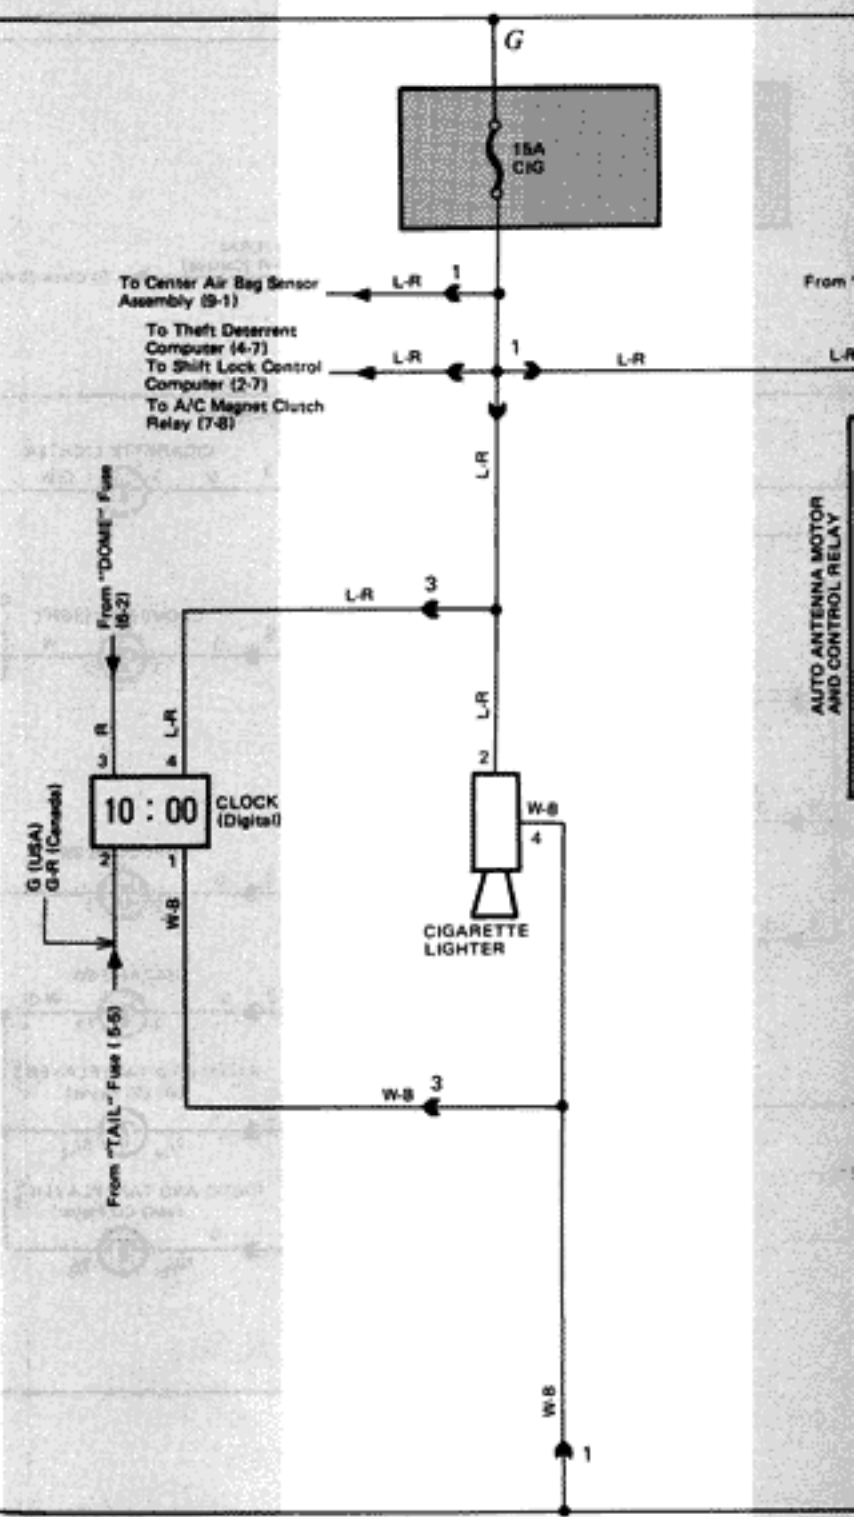 G
15A
CIG
To Center Air Bag Sensor
Assembly (9-1)
L-R
1
From
To Theft Deterrent
Computer (4-7)
To Shift Lock Control
Computer (2-7)
To A/C Magnet Clutch
Relay (7-8)
L-R
1
L-R
L-R
L-R
From "DOME" Fuse
(6-2)
L-R
3
AUTO ANTENNA MOTOR
AND CONTROL RELAY
R
L-R
L-R
3
4
2
10 : 00
CLOCK
(Digital)
W-B
4
G (USA)
G-R (Canada)
2
1
W-B
CIGARETTE
LIGHTER
From "TAIL" Fuse (5-5)
W-B
3
W-B
1